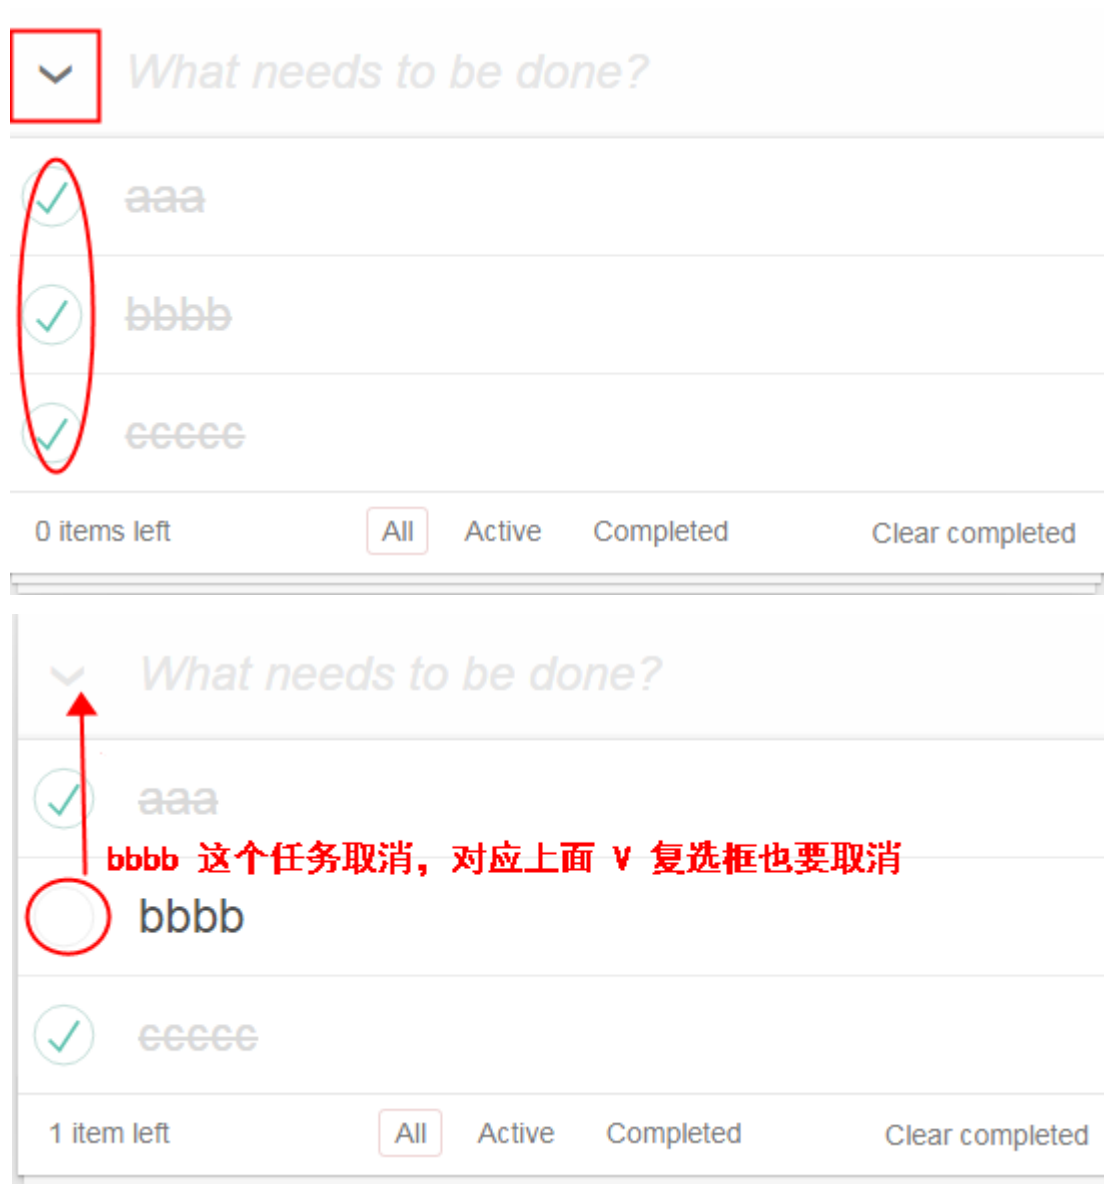 What needs to be done?
aaa
bbbb
ccccc
0 items left All Active Completed Clear completed
What needs to be done?
aaa
bbbb 这个任务取消, 对应上面 V 复选框也要取消
bbbb
ccccc
1 item left All Active Completed Clear completed